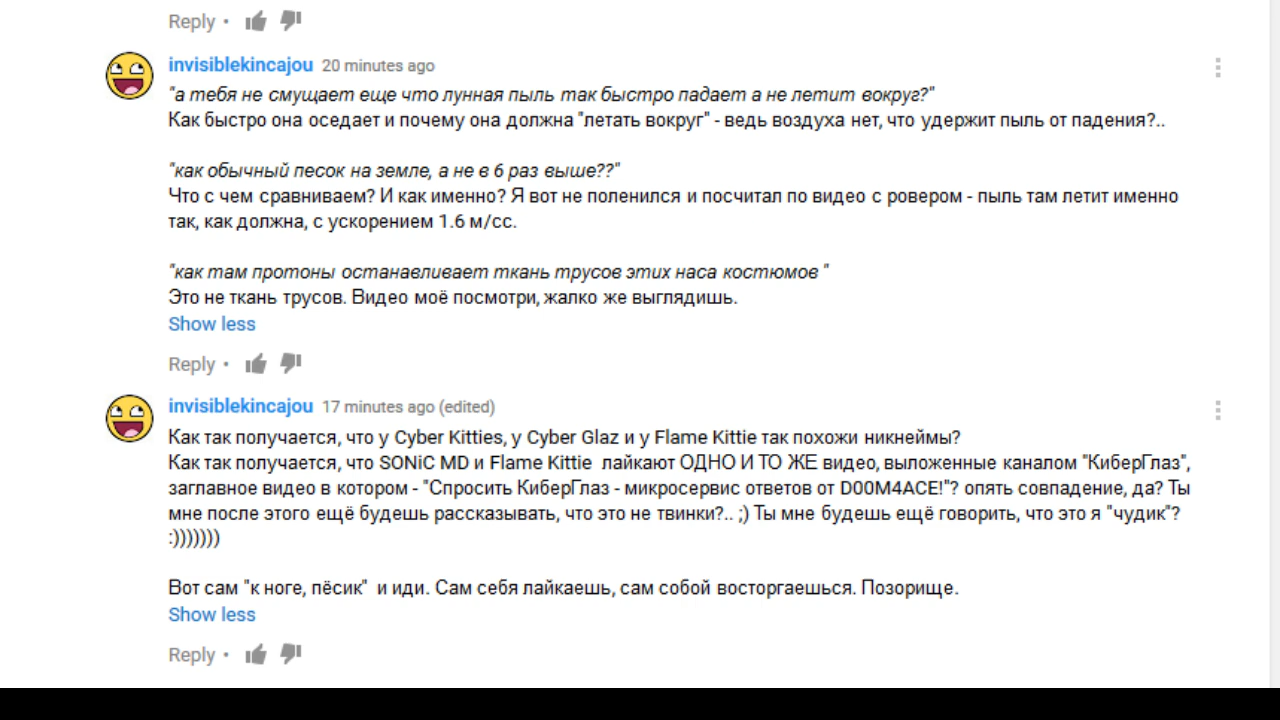 Reply •
invisiblekincajou 20 minutes ago
"а тебя не смущает еще что лунная пыль так быстро падает а не летит вокруг?"
Как быстро она оседает и почему она должна "летать вокруг" - ведь воздуха нет, что удержит пыль от падения?..
"как обычный песок на земле, а не в 6 раз выше??"
Что с чем сравниваем? И как именно? Я вот не поленился и посчитал по видео с ровером - пыль там летит именно
так, как должна, с ускорением 1.6 м/сс.
"как там протоны останавливает ткань трусов этих наса костюмов "
Это не ткань трусов. Видео моё посмотри, жалко же выглядишь.
Show less
Reply •
invisiblekincajou 17 minutes ago (edited)
Как так получается, что у Cyber Kitties, у Cyber Glaz и у Flame Kittie так похожи никнеймы?
Как так получается, что SONiC MD и Flame Kittie  лайкают ОДНО И ТО ЖЕ видео, выложенные каналом "КиберГлаз",
заглавное видео в котором - "Спросить КиберГлаз - микросервис ответов от D00M4ACE!"? опять совпадение, да? Ты
мне после этого ещё будешь рассказывать, что это не твинки?.. ;) Ты мне будешь ещё говорить, что это я "чудик"?
:)))))))
Вот сам "к ноге, пёсик"  и иди. Сам себя лайкаешь, сам собой восторгаешься. Позорище.
Show less
Reply •